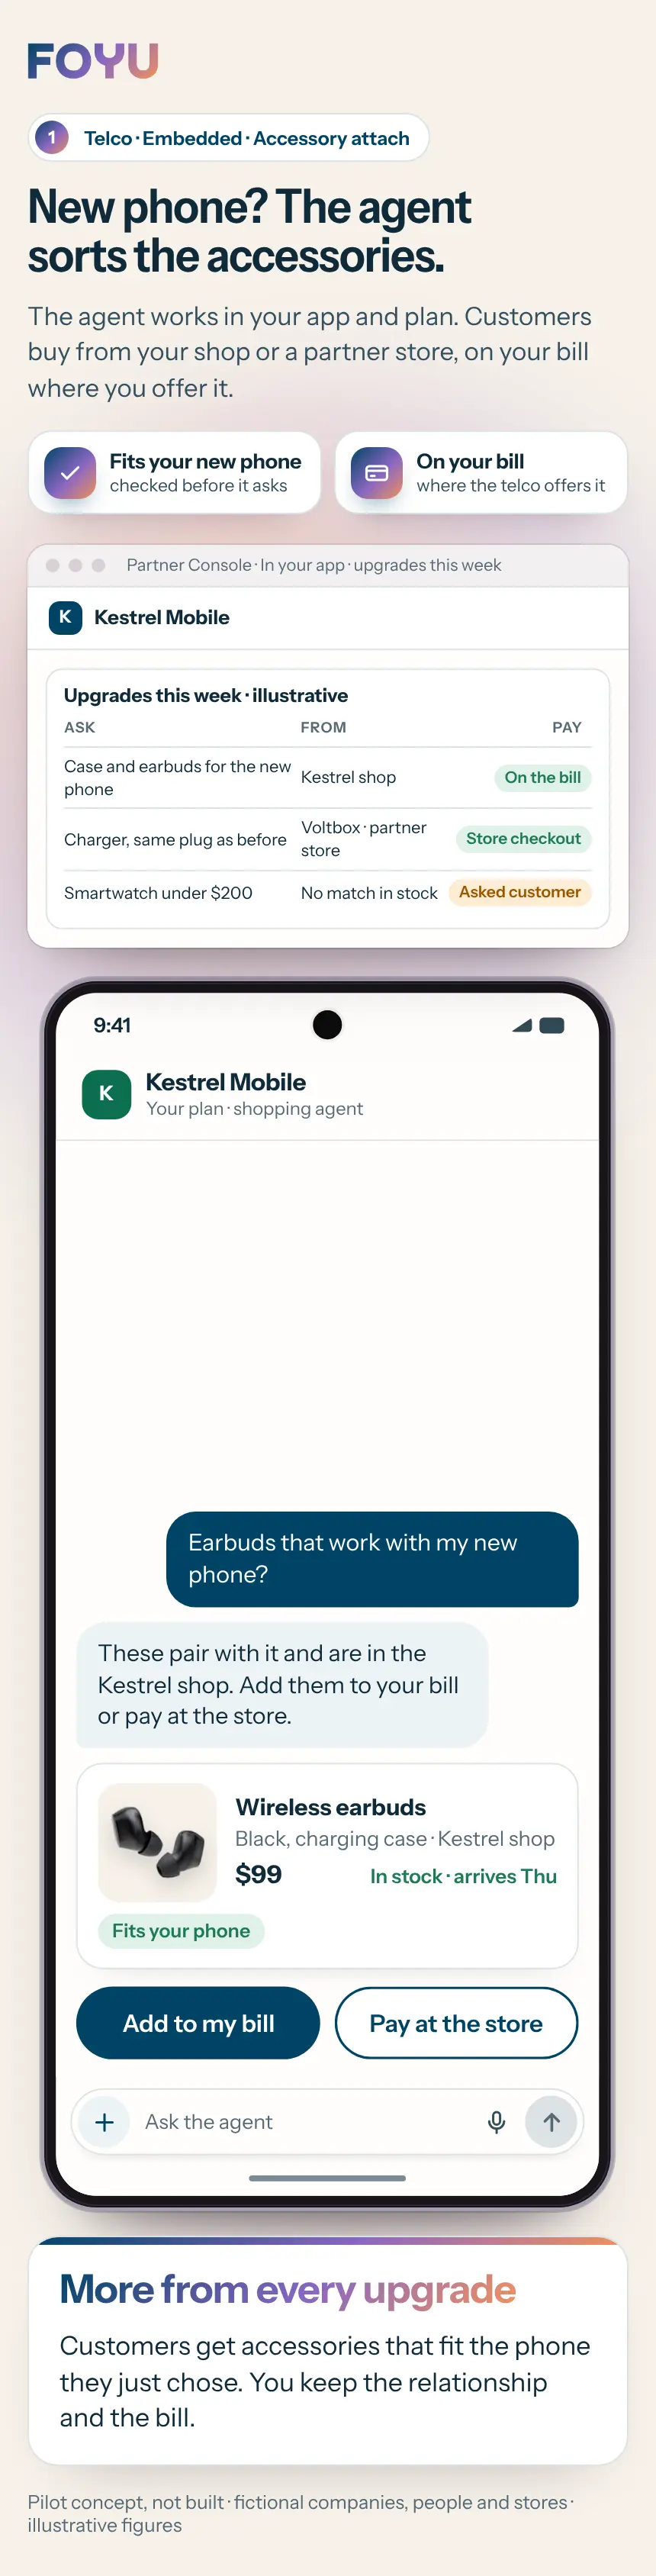 FOYU
1 Telco · Embedded · Accessory attach
New phone? The agent
sorts the accessories.
The agent works in your app and plan. Customers
buy from your shop or a partner store, on your bill
where you offer it.
Fits your new phone
checked before it asks
On your bill
where the telco offers it
Partner Console · In your app · upgrades this week
K Kestrel Mobile
Upgrades this week · illustrative
ASK FROM PAY
Case and earbuds for the new
phone
Kestrel shop
On the bill
Charger, same plug as before
Voltbox · partner
store
Store checkout
Smartwatch under $200
No match in stock
Asked customer
9:41
K
Kestrel Mobile
Your plan · shopping agent
Earbuds that work with my new
phone?
These pair with it and are in the
Kestrel shop. Add them to your bill
or pay at the store.
Wireless earbuds
Black, charging case · Kestrel shop
$99
In stock · arrives Thu
Fits your phone
Add to my bill
Pay at the store
Ask the agent
More from every upgrade
Customers get accessories that fit the phone
they just chose. You keep the relationship
and the bill.
Pilot concept, not built · fictional companies, people and stores ·
illustrative figures